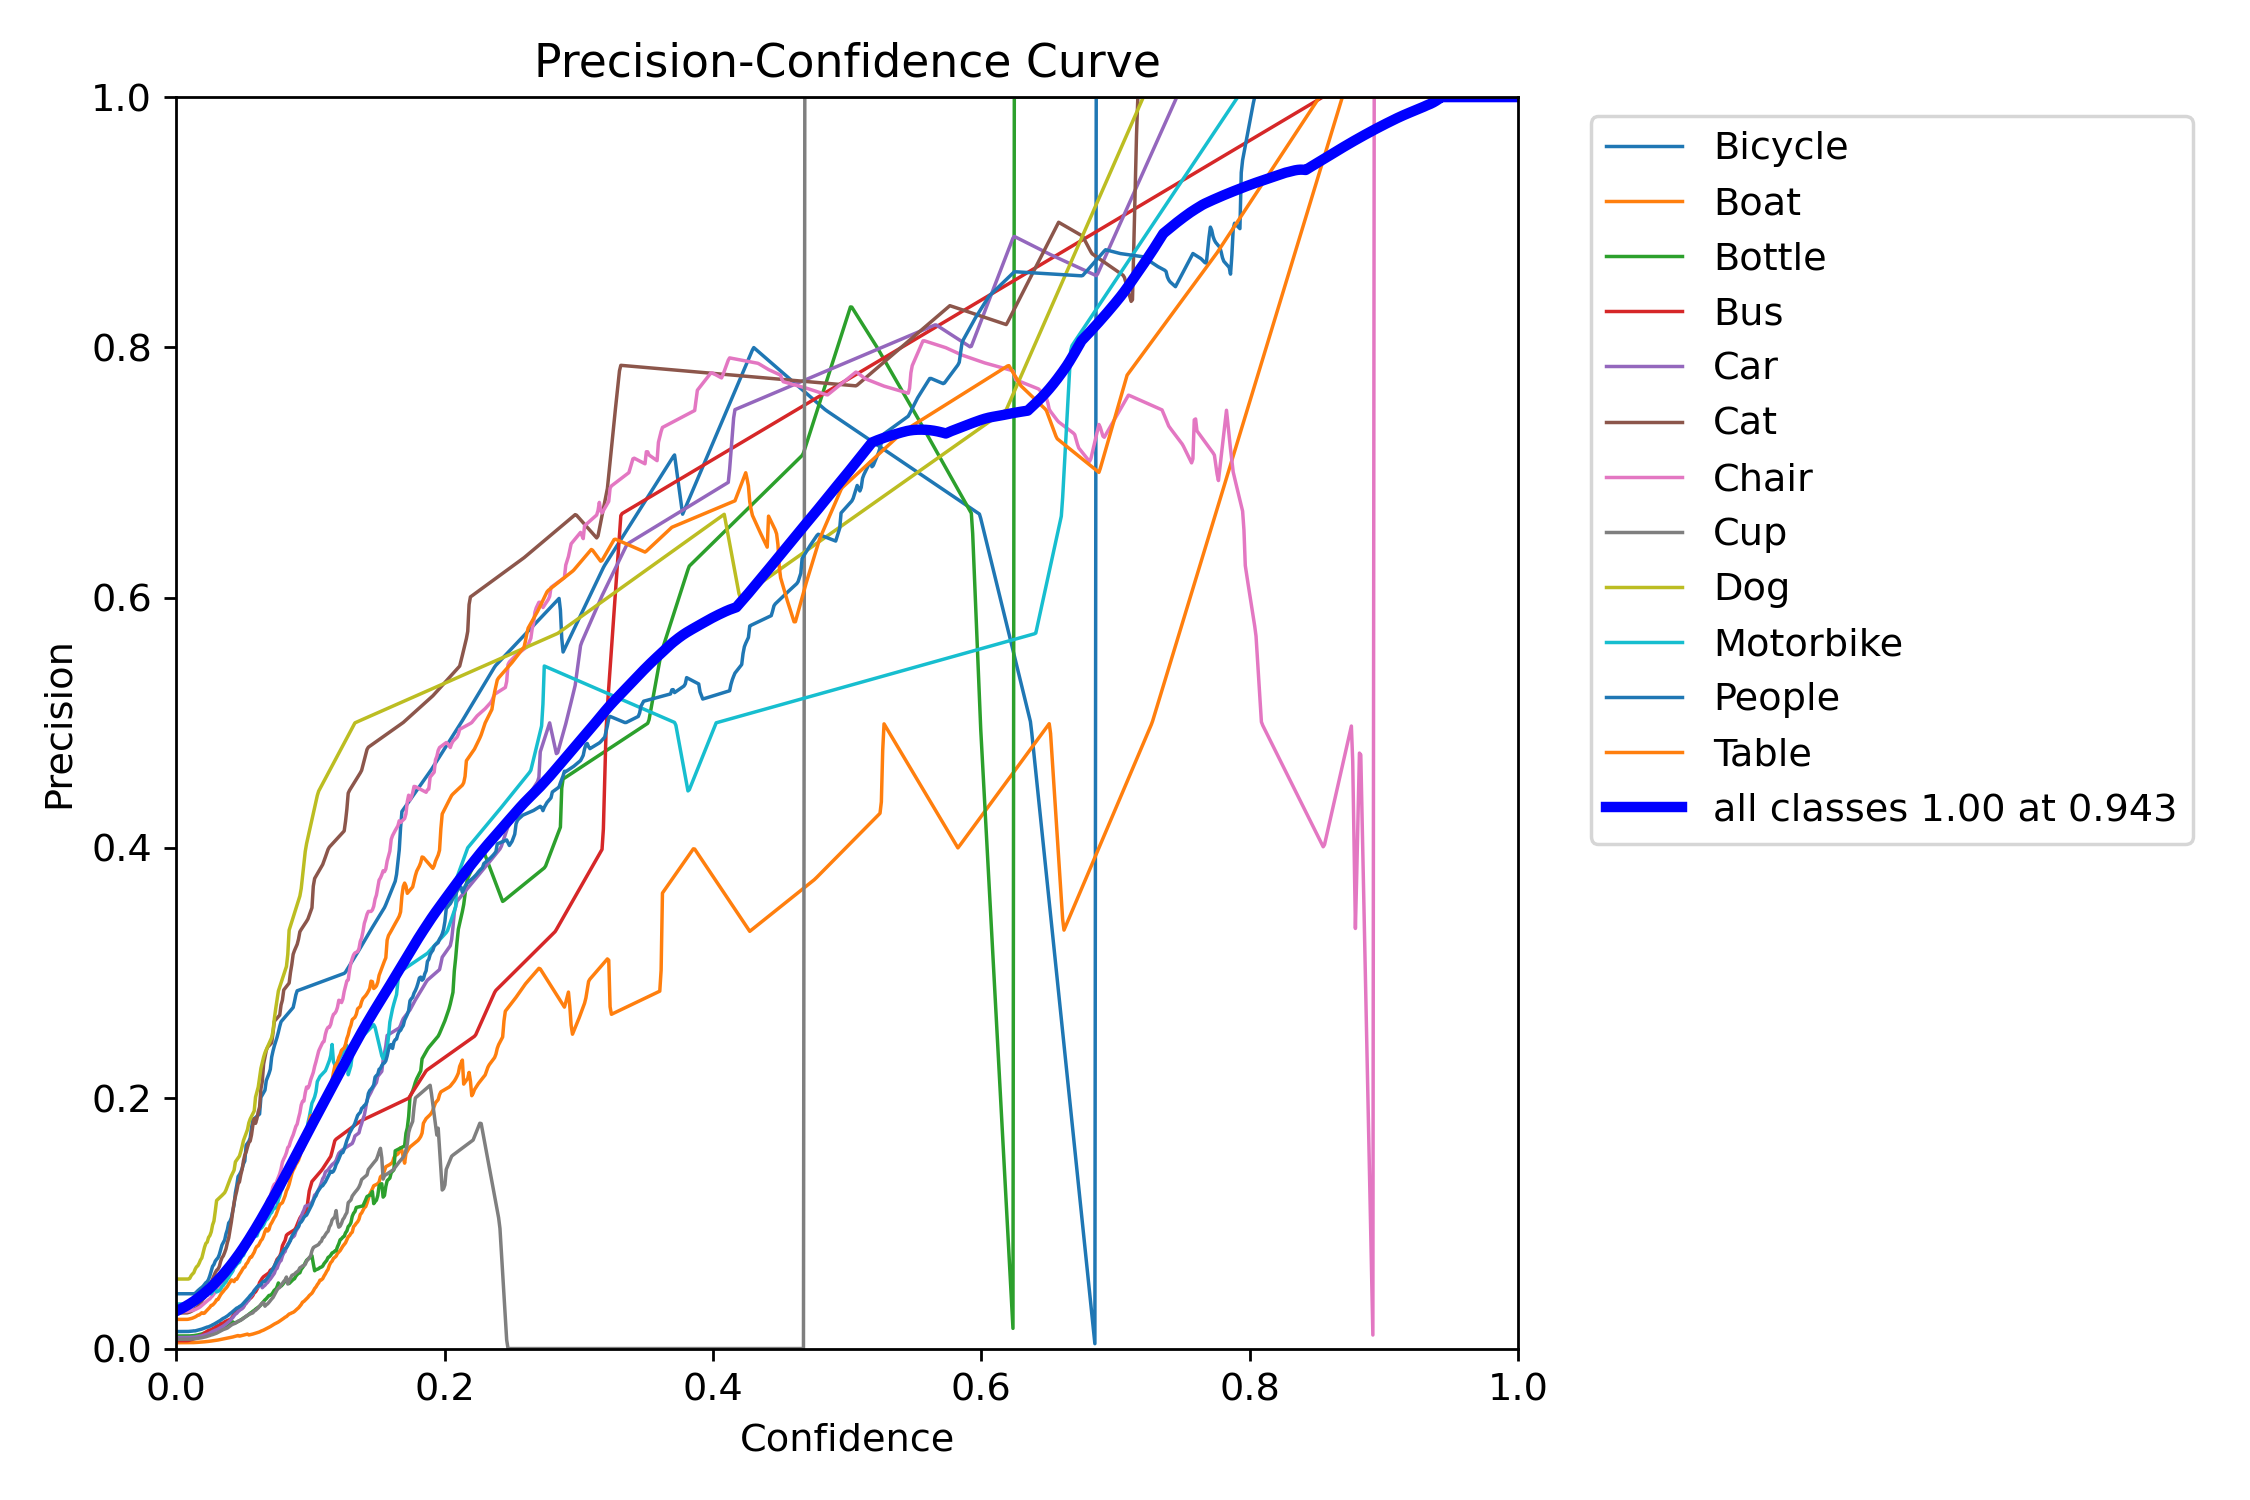 Precision-Confidence Curve
1.0
0.8
0.6
0.4
0.2
0.0
Precision
0.0 0.2 0.4 0.6 0.8 1.0
Confidence
Bicycle
Boat
Bottle
Bus
Car
Cat
Chair
Cup
Dog
Motorbike
People
Table
all classes 1.00 at 0.943